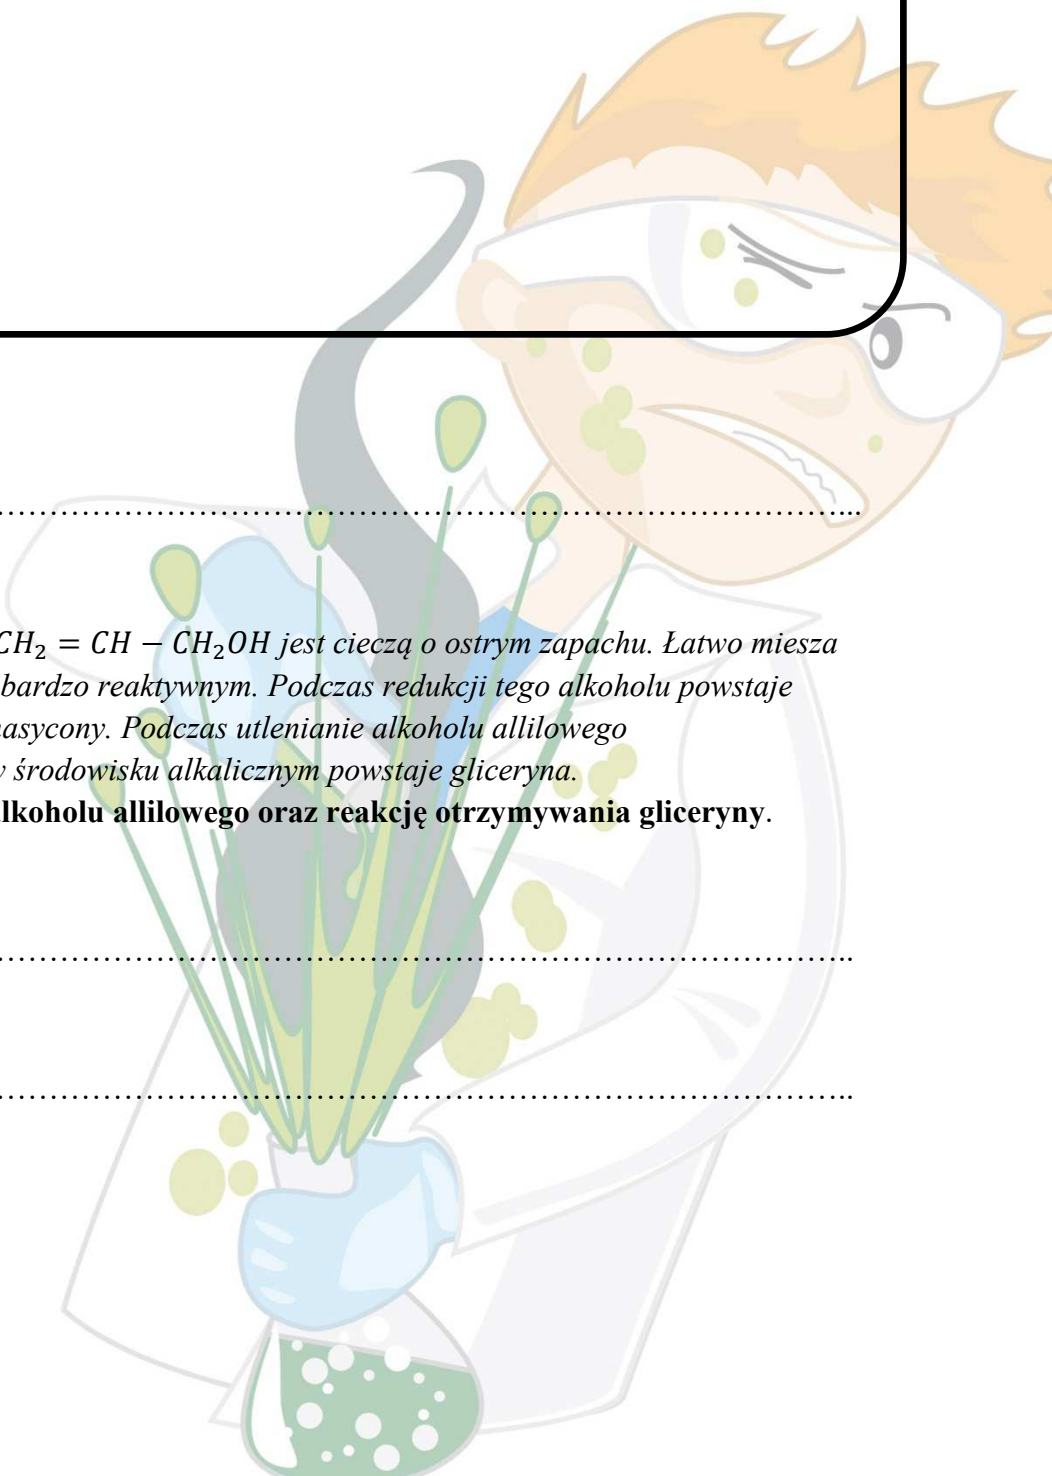 ………………………………………………………………………………...
CH₂ = CH − CH₂OH jest cieczą o ostrym zapachu. Łatwo miesza
bardzo reaktywnym. Podczas redukcji tego alkoholu powstaje
nasycony. Podczas utlenianie alkoholu allilowego
w środowisku alkalicznym powstaje gliceryna.
alkoholu allilowego oraz reakcję otrzymywania gliceryny.
………………………………………………………………………………..
………………………………………………………………………………..